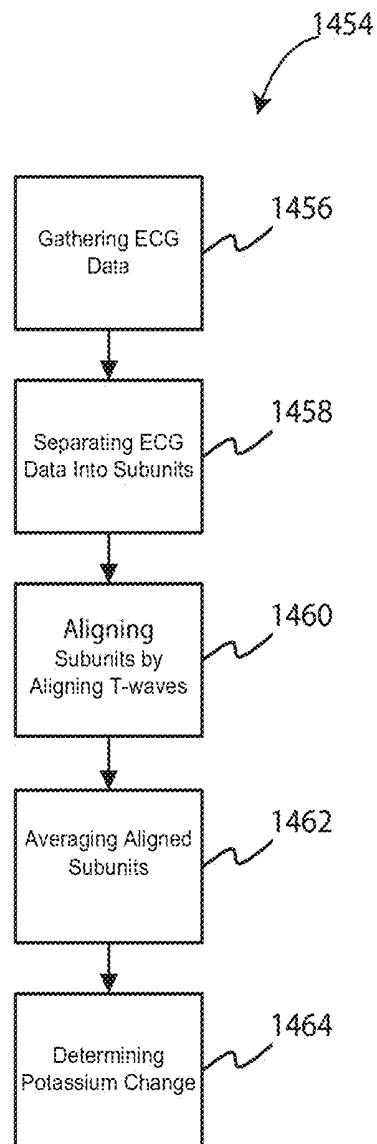 1454
1456
Gathering ECG
Data
1458
Separating ECG
Data Into Subunits
1460
Aligning
Subunits by
Aligning T-waves
1462
Averaging Aligned
Subunits
1464
Determining
Potassium Change